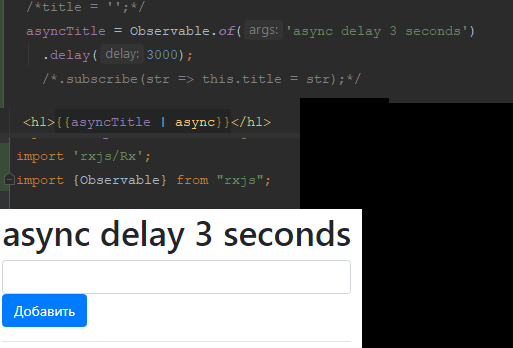 /*title = '';*/
asyncTitle = Observable.of( args: 'async delay 3 seconds')
.delay( delay: 3000);
/*.subscribe(str => this.title = str);*/
<h1>{{asyncTitle | async}}</h1>
import 'rxjs/Rx';
import {Observable} from "rxjs";
async delay 3 seconds
Добавить